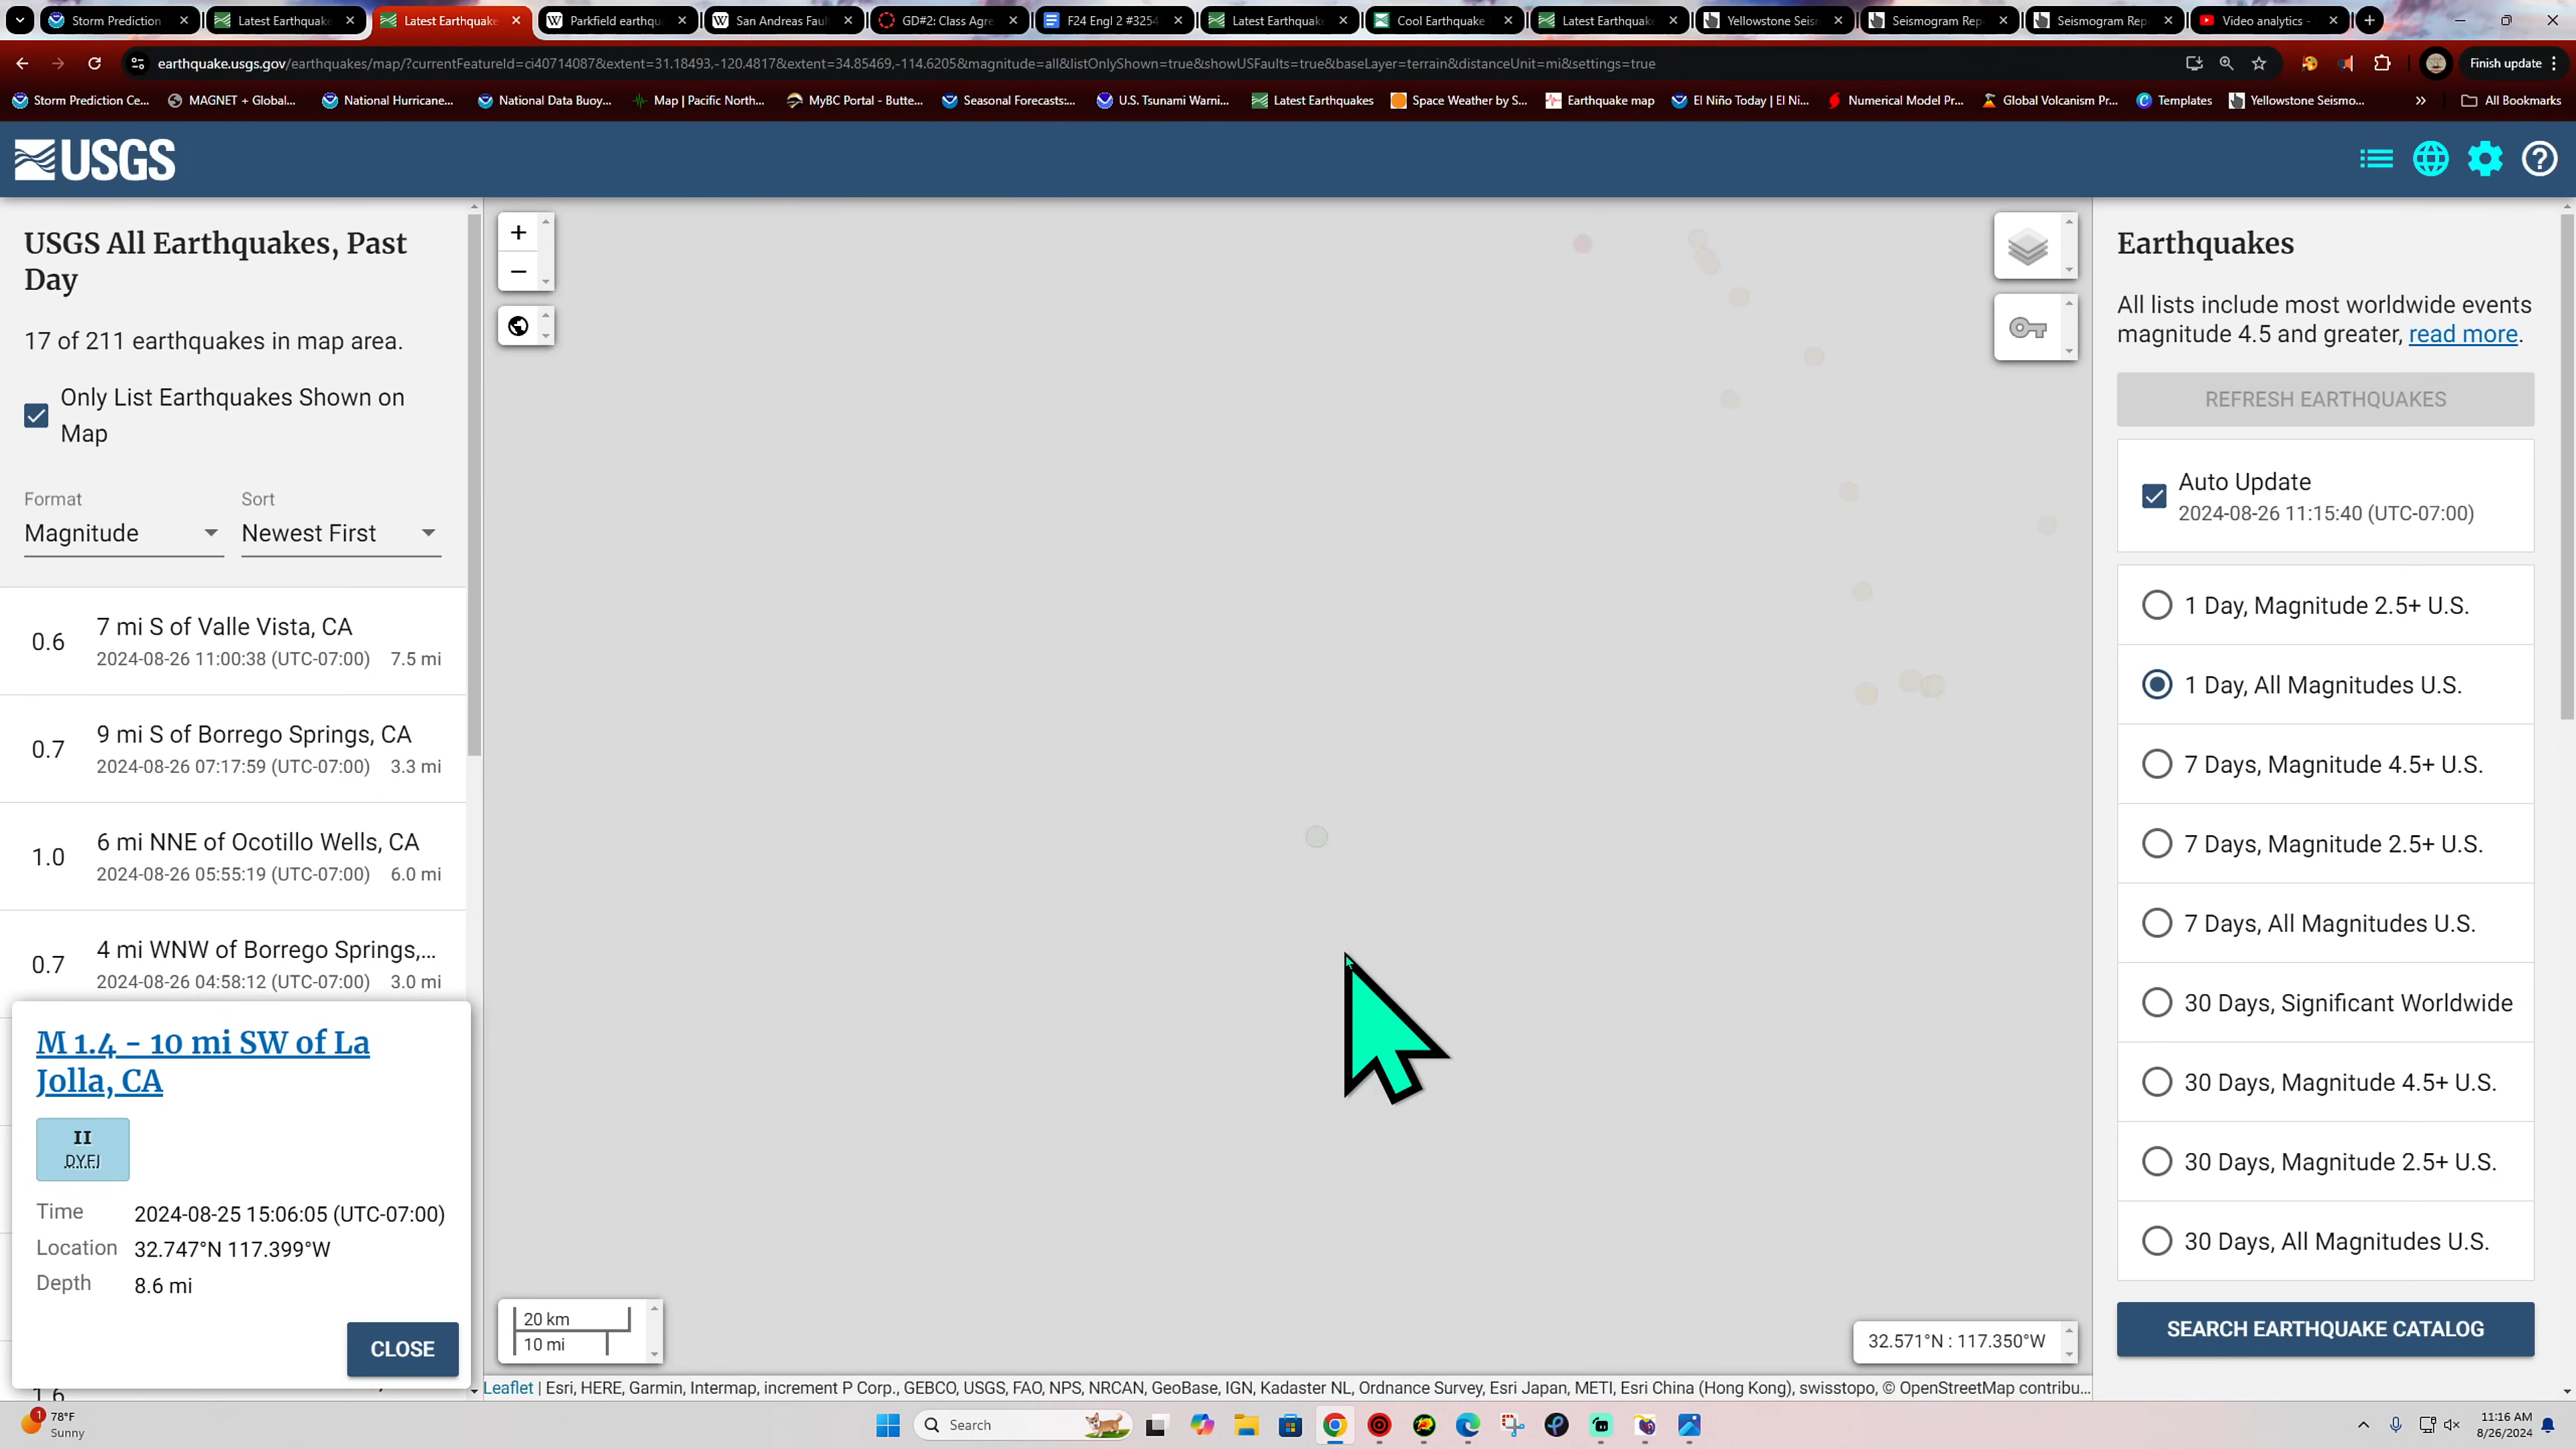 Storm Prediction
Latest Earthquake
Latest Earthquake
Parkfield earthqu
San Andreas Faul
GD#2: Class Agre
F24 Engl 2 #3254
Latest Earthquake
Cool Earthquake
Latest Earthquake
Yellowstone Seism
Seismogram Rep
Seismogram Rep
Video analytics -
earthquake.usgs.gov/earthquakes/map/?currentFeatureId=ci40714087&extent=31.18493,-120.4817&extent=34.85469,-114.6205&magnitude=all&listOnlyShown=true&showUSFaults=true&baseLayer=terrain&distanceUnit=mi&settings=true
Finish update
Storm Prediction Ce...
MAGNET + Global...
National Hurricane...
National Data Buoy...
Map | Pacific North...
MyBC Portal - Butte...
Seasonal Forecasts:...
U.S. Tsunami Warni...
Latest Earthquakes
Space Weather by S...
Earthquake map
El Niño Today | El Ni...
Numerical Model Pr...
Global Volcanism Pr...
Templates
Yellowstone Seismo...
All Bookmarks
USGS
USGS All Earthquakes, Past
Day
17 of 211 earthquakes in map area.
Only List Earthquakes Shown on
Map
Format
Sort
Magnitude
Newest First
0.6
7 mi S of Valle Vista, CA
2024-08-26 11:00:38 (UTC-07:00) 7.5 mi
0.7
9 mi S of Borrego Springs, CA
2024-08-26 07:17:59 (UTC-07:00) 3.3 mi
1.0
6 mi NNE of Ocotillo Wells, CA
2024-08-26 05:55:19 (UTC-07:00) 6.0 mi
0.7
4 mi WNW of Borrego Springs,...
2024-08-26 04:58:12 (UTC-07:00) 3.0 mi
M 1.4 - 10 mi SW of La
Jolla, CA
II
DYFI
Time 2024-08-25 15:06:05 (UTC-07:00)
Location 32.747°N 117.399°W
Depth 8.6 mi
CLOSE
1.6
+
−
20 km
10 mi
32.571°N : 117.350°W
Leaflet | Esri, HERE, Garmin, Intermap, increment P Corp., GEBCO, USGS, FAO, NPS, NRCAN, GeoBase, IGN, Kadaster NL, Ordnance Survey, Esri Japan, METI, Esri China (Hong Kong), swisstopo, © OpenStreetMap contribu...
Earthquakes
All lists include most worldwide events
magnitude 4.5 and greater, read more.
REFRESH EARTHQUAKES
Auto Update
2024-08-26 11:15:40 (UTC-07:00)
1 Day, Magnitude 2.5+ U.S.
1 Day, All Magnitudes U.S.
7 Days, Magnitude 4.5+ U.S.
7 Days, Magnitude 2.5+ U.S.
7 Days, All Magnitudes U.S.
30 Days, Significant Worldwide
30 Days, Magnitude 4.5+ U.S.
30 Days, Magnitude 2.5+ U.S.
30 Days, All Magnitudes U.S.
SEARCH EARTHQUAKE CATALOG
1
78°F
Sunny
Search
11:16 AM
8/26/2024